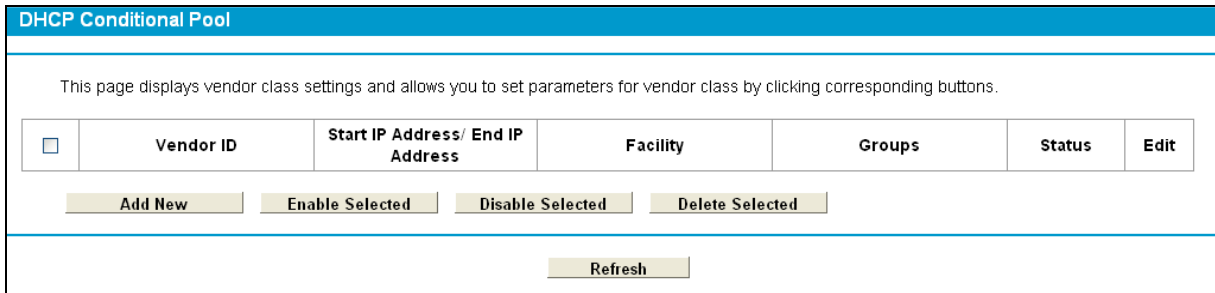 DHCP Conditional Pool
This page displays vendor class settings and allows you to set parameters for vendor class by clicking corresponding buttons.
Vendor ID
Start IP Address/ End IP
Address
Facility
Groups
Status
Edit
Add New
Enable Selected
Disable Selected
Delete Selected
Refresh